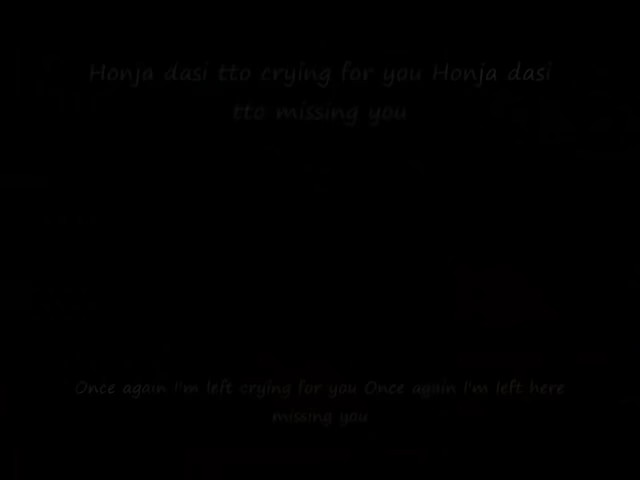 Honja dasi tto crying for you Honja dasi
tto missing you
Once again I'm left crying for you Once again I'm left here
missing you